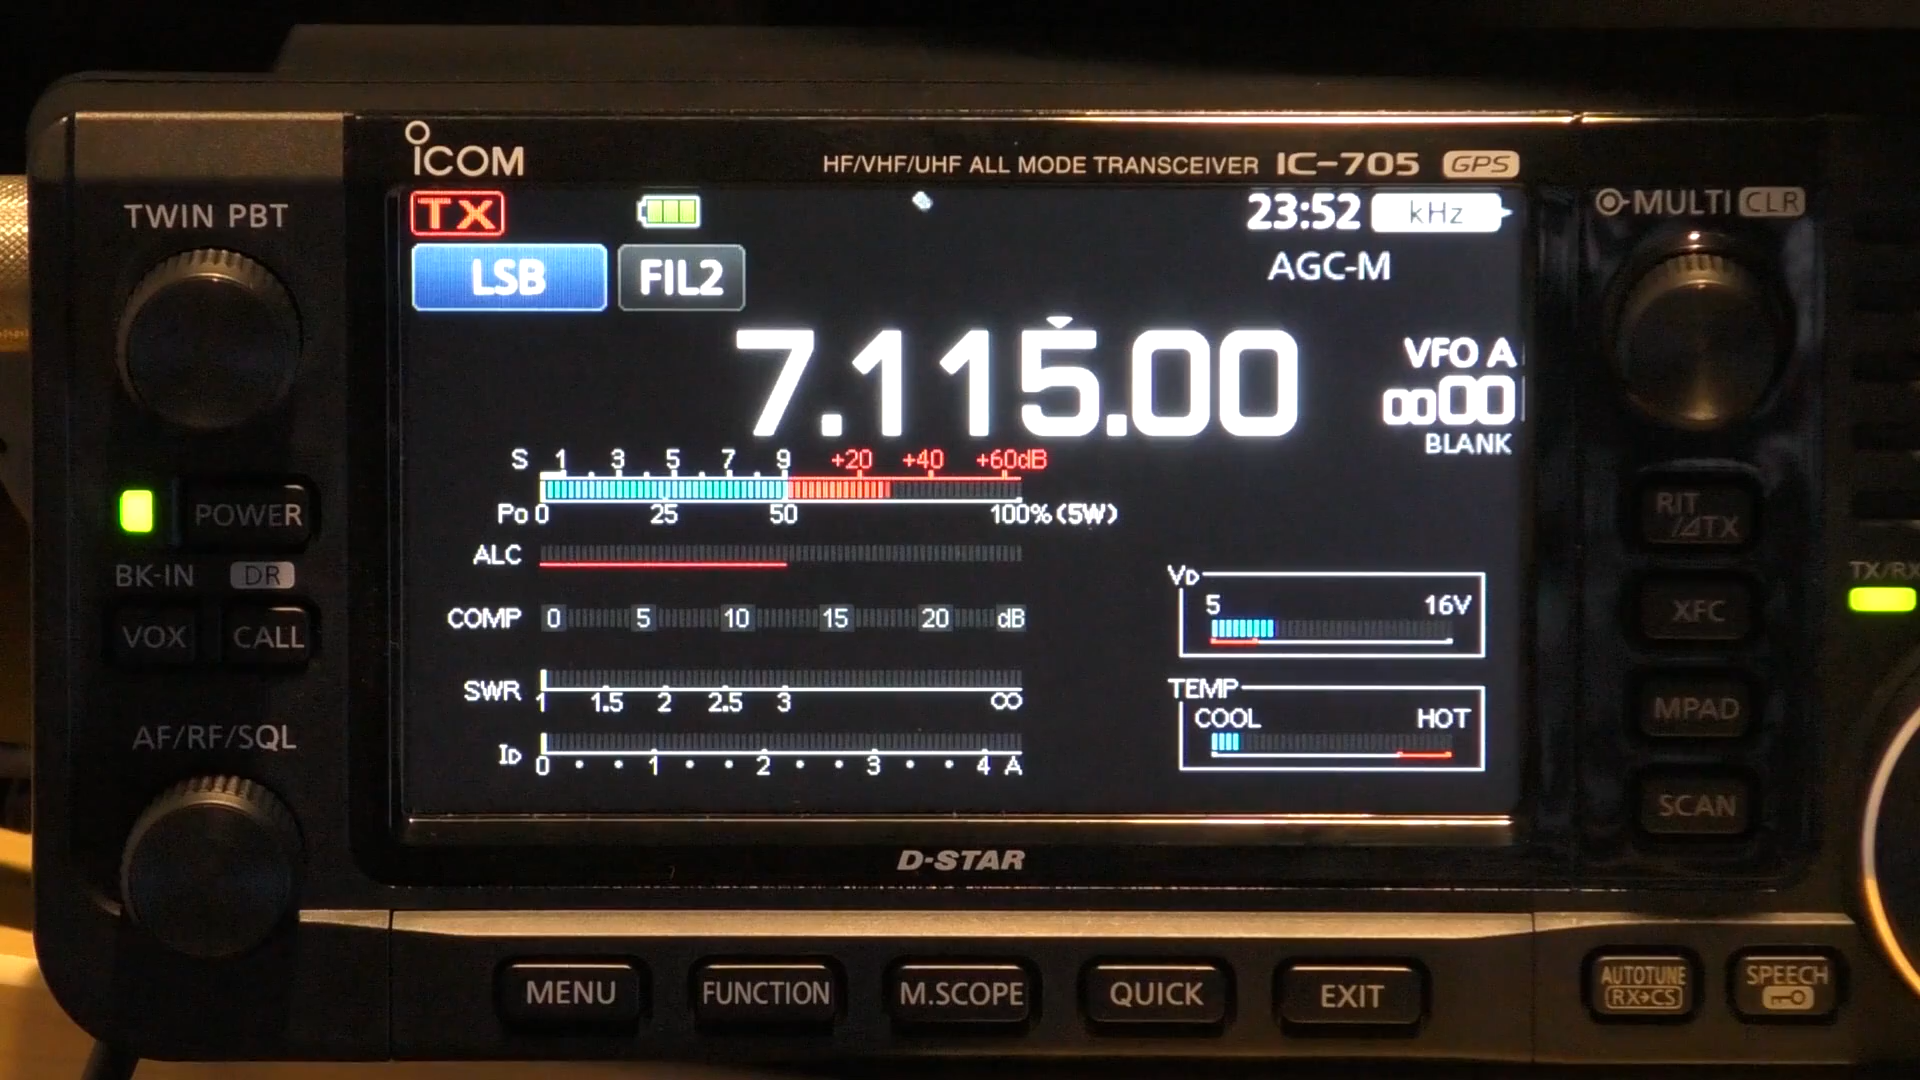 ICOM
HF/VHF/UHF ALL MODE TRANSCEIVER IC-705 GPS
TWIN PBT
MULTI CLR
TX 23:52 kHz
LSB FIL2 AGC-M
7.115.00
VFO A
0000
BLANK
S 1 3 5 7 9 +20 +40 +60dB
Po 0 25 50 100% (5W)
ALC
COMP 0 5 10 15 20 dB
SWR 1 1.5 2 2.5 3 ∞
ID 0 1 2 3 4 A
VD
5 16V
TEMP
COOL HOT
POWER
BK-IN DR
VOX CALL
AF/RF/SQL
RIT
/⊿TX
TX/RX
XFC
MPAD
SCAN
D-STAR
MENU FUNCTION M.SCOPE QUICK EXIT
AUTOTUNE
RX→CS
SPEECH